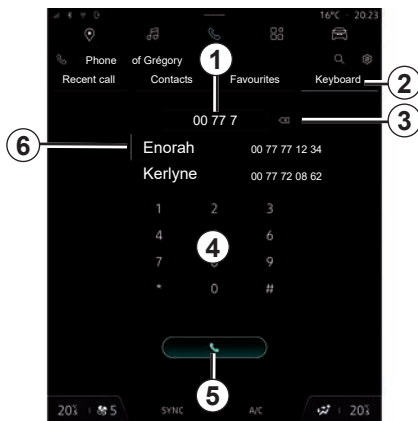 16°C - 20:23
Phone of Grégory
1
Recent call Contacts Favourites Keyboard
2
00 77 7
3
6
Enorah 00 77 77 12 34
Kerlyne 00 77 72 08 62
1 2 3
4 6
4
7 9
* 0 #
5
5 SYNC A/C